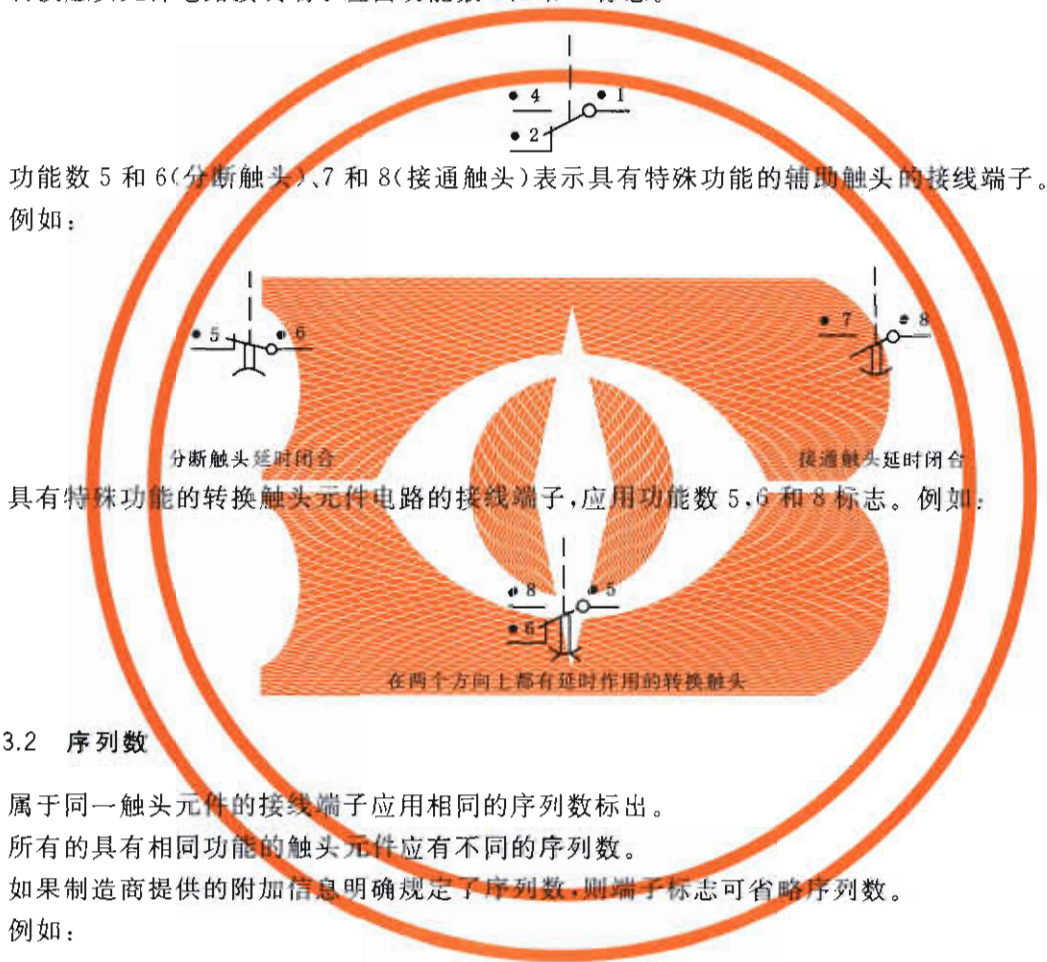 • 4 • 1
• 2
功能数 5 和 6(分断触头)、7 和 8(接通触头)表示具有特殊功能的辅助触头的接线端子。
例如:
• 5 • 6 • 7 • 8
分断触头延时闭合 接通触头延时闭合
具有特殊功能的转换触头元件电路的接线端子,应用功能数 5,6 和 8 标志。例如:
• 8 • 5
• 6
在两个方向上都有延时作用的转换触头
3.2 序列数
属于同一触头元件的接线端子应用相同的序列数标出。
所有的具有相同功能的触头元件应有不同的序列数。
如果制造商提供的附加信息明确规定了序列数,则端子标志可省略序列数。
例如: